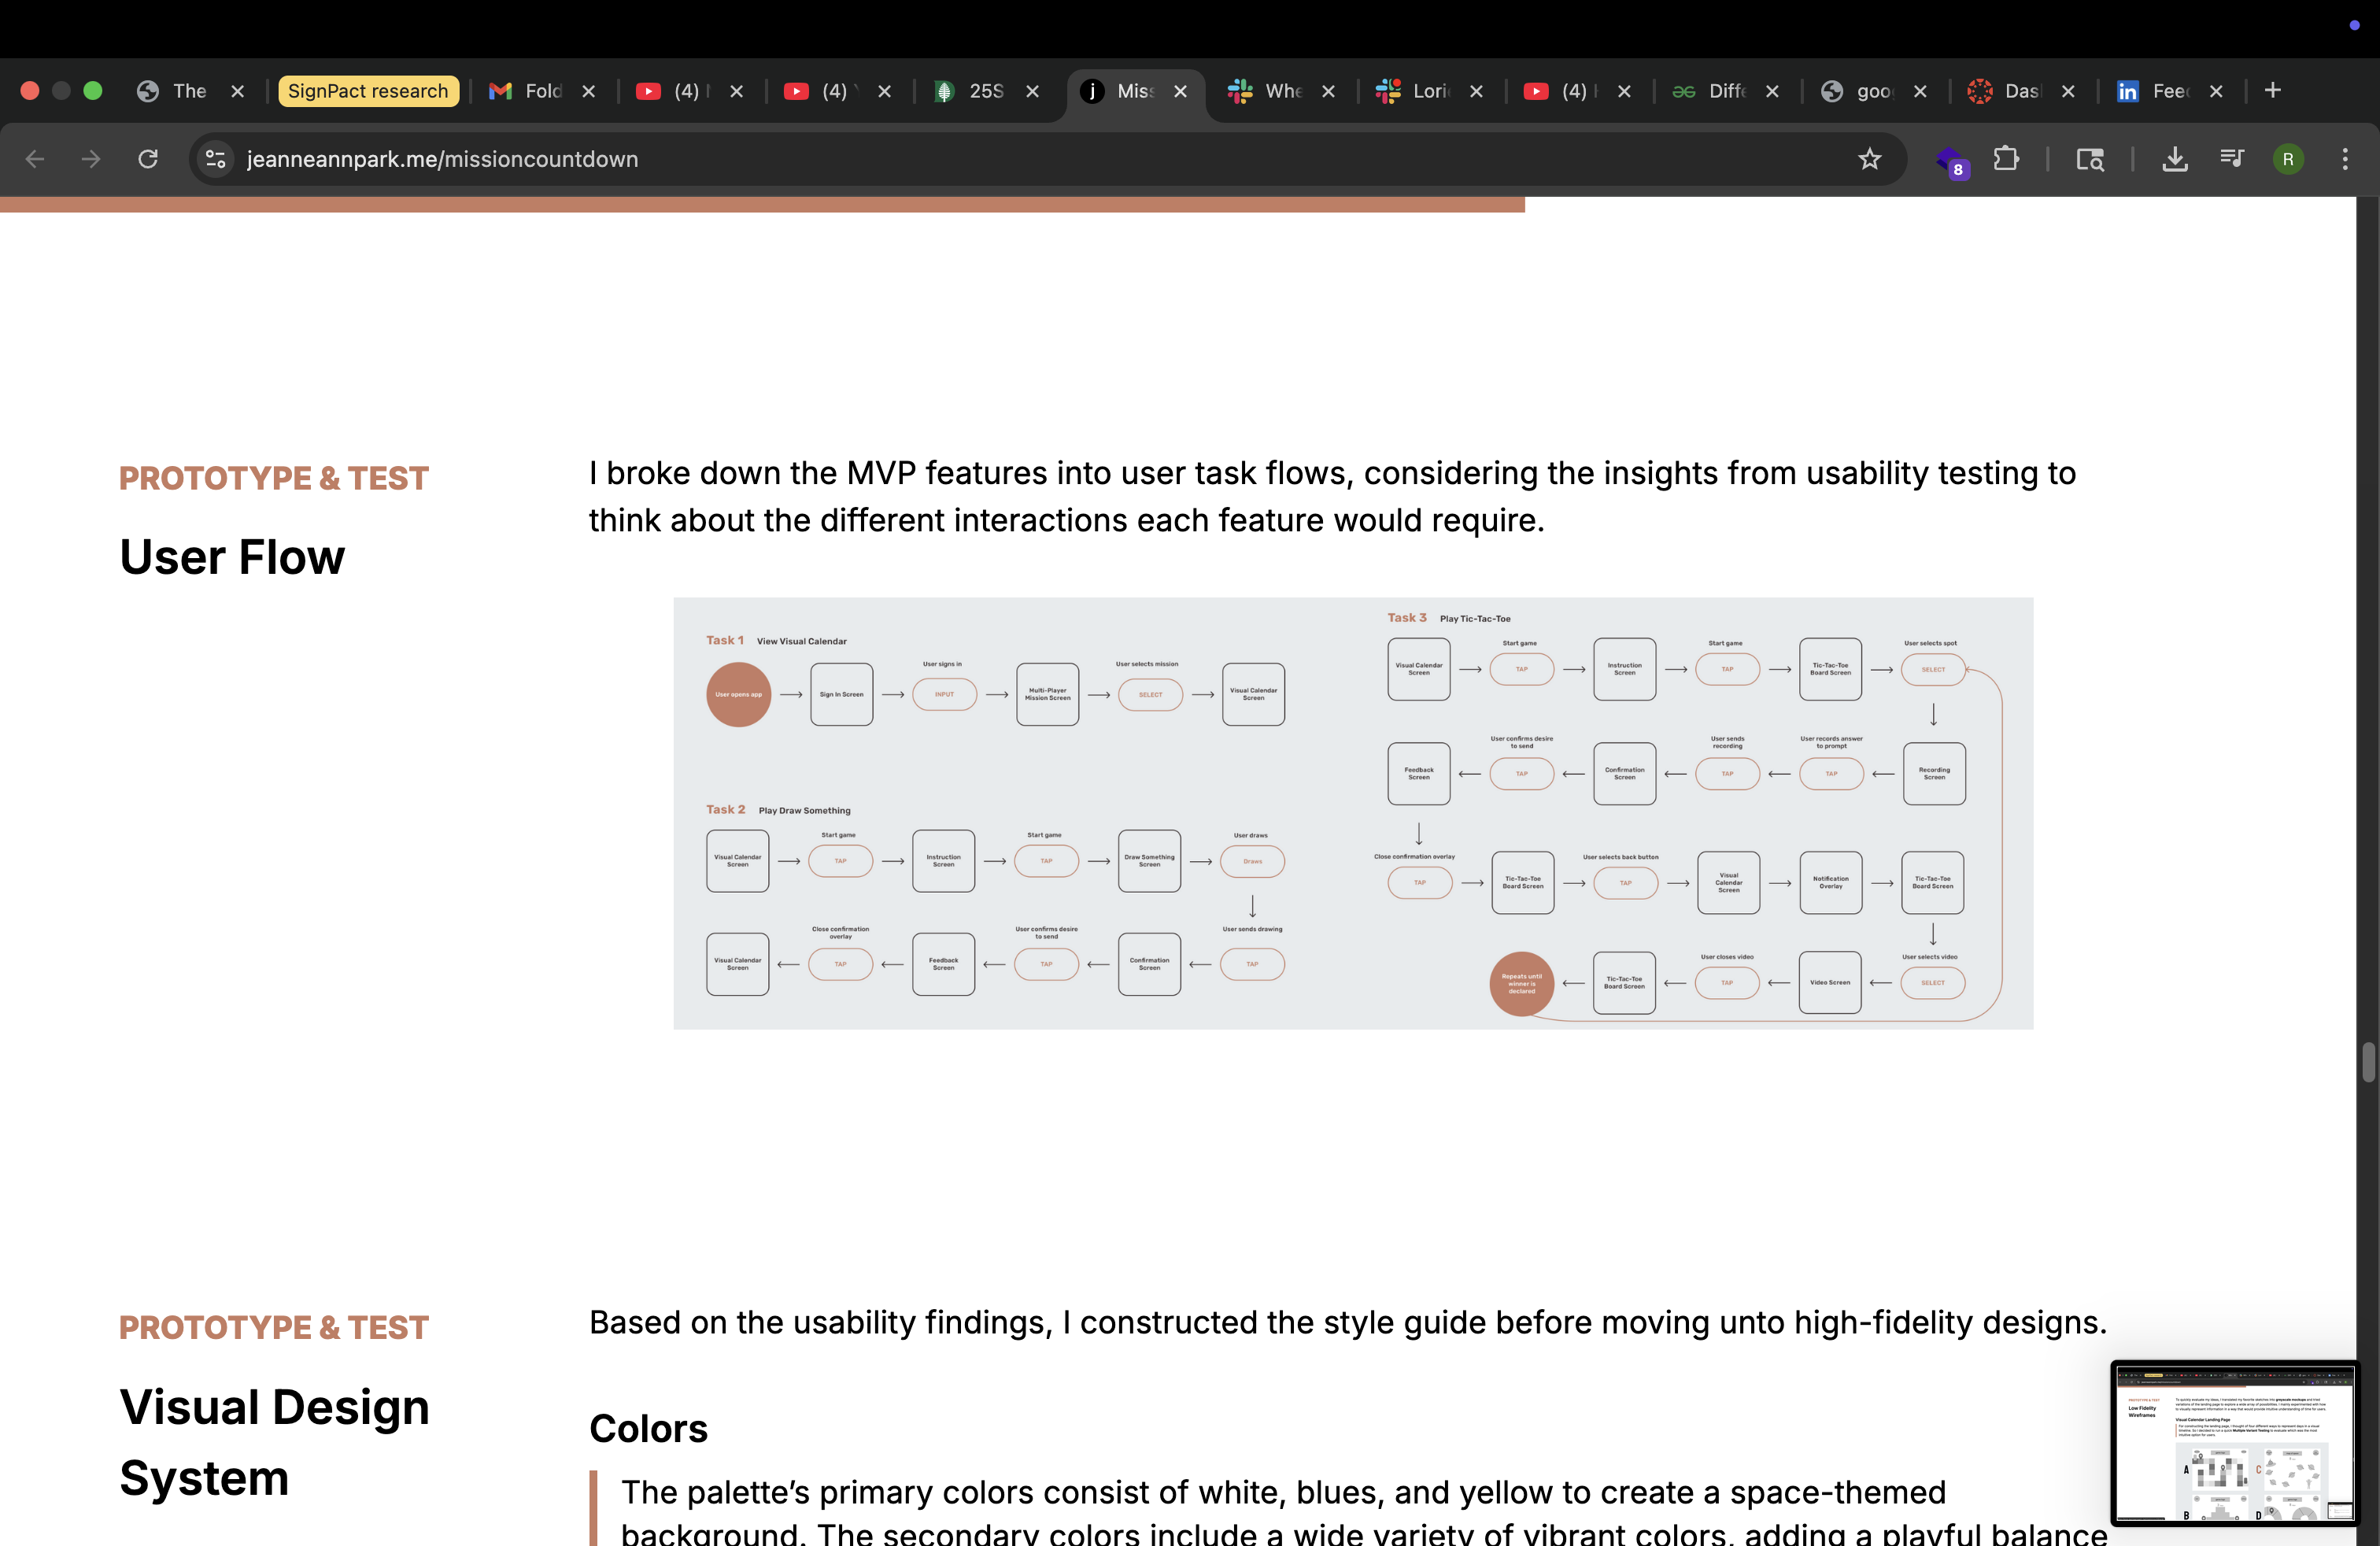 The
SignPact research
Fold
(4)
(4)
25S
j
Miss
Whe
Lori
(4)
Diffe
goo
Das
in
Feed
jeanneannpark.me/missioncountdown
8
R
PROTOTYPE & TEST
User Flow
I broke down the MVP features into user task flows, considering the insights from usability testing to
think about the different interactions each feature would require.
Task 1 View Visual Calendar
User signs in
User selects mission
User opens app
Sign In Screen
INPUT
Multi-Player
Mission Screen
SELECT
Visual Calendar
Screen
Task 2 Play Draw Something
Start game
Start game
User draws
Visual Calendar
Screen
TAP
Instruction
Screen
TAP
Draw Something
Screen
Draws
Close confirmation
overlay
User confirms desire
to send
User sends drawing
Visual Calendar
Screen
TAP
Feedback
Screen
TAP
Confirmation
Screen
TAP
Task 3 Play Tic-Tac-Toe
Start game
Start game
User selects spot
Visual Calendar
Screen
TAP
Instruction
Screen
TAP
Tic-Tac-Toe
Board Screen
SELECT
User confirms desire
to send
User sends
recording
User records answer
to prompt
Feedback
Screen
TAP
Confirmation
Screen
TAP
TAP
Recording
Screen
Close confirmation overlay
User selects back button
TAP
Tic-Tac-Toe
Board Screen
TAP
Visual
Calendar
Screen
Notification
Overlay
Tic-Tac-Toe
Board Screen
User closes video
User selects video
Repeats until
winner is
declared
Tic-Tac-Toe
Board Screen
TAP
Video Screen
SELECT
PROTOTYPE & TEST
Visual Design
System
Based on the usability findings, I constructed the style guide before moving unto high-fidelity designs.
Colors
The palette’s primary colors consist of white, blues, and yellow to create a space-themed
background. The secondary colors include a wide variety of vibrant colors, adding a playful balance
Low Fidelity
Wireframes
Visual Calendar Landing Page
A
C
B
D